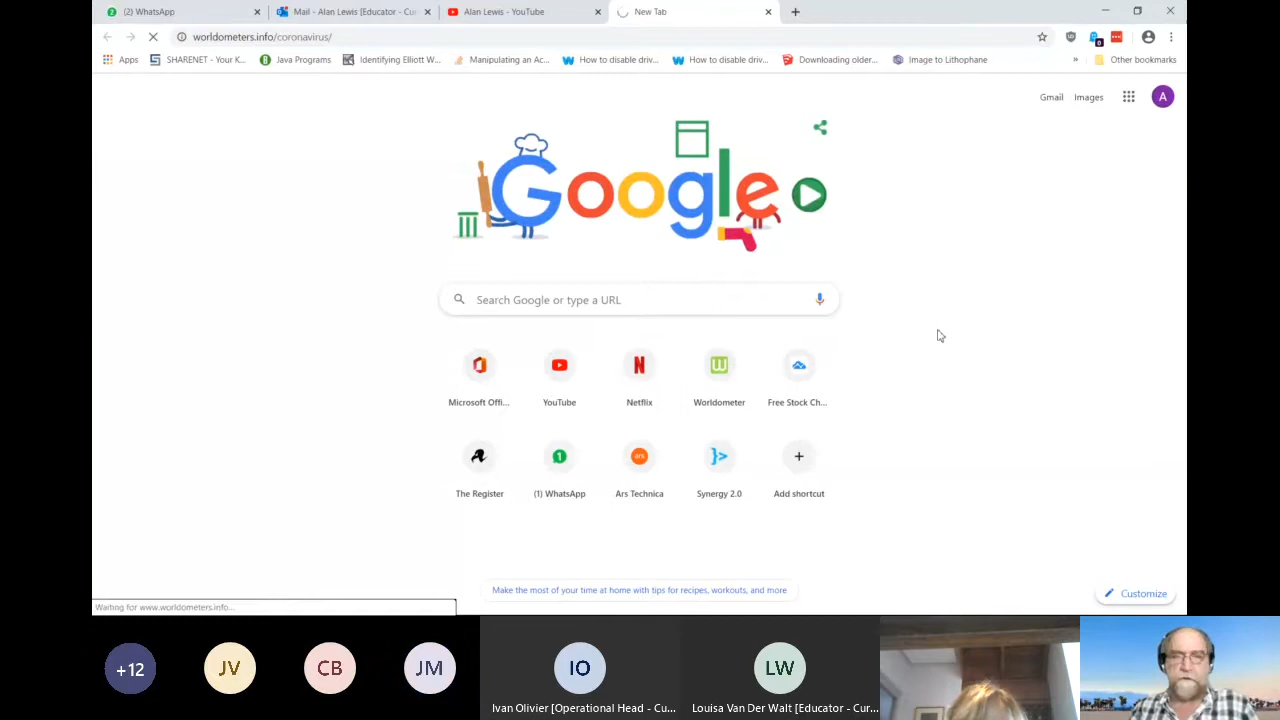 (2) WhatsApp
Mail - Alan Lewis [Educator - Cur
Alan Lewis - YouTube
New Tab
worldometers.info/coronavirus/
0
Apps
SHARENET - Your K...
Java Programs
Identifying Elliott W...
Manipulating an Ac...
How to disable driv...
How to disable driv...
Downloading older...
Image to Lithophane
»
Other bookmarks
Gmail
Images
A
Google
Search Google or type a URL
Microsoft Offi...
YouTube
Netflix
Worldometer
Free Stock Ch...
ars
The Register
(1) WhatsApp
Ars Technica
Synergy 2.0
Add shortcut
Make the most of your time at home with tips for recipes, workouts, and more
Customize
Waiting for www.worldometers.info...
+12
JV
CB
JM
IO
LW
Ivan Olivier [Operational Head - Cu...
Louisa Van Der Walt [Educator - Cur...